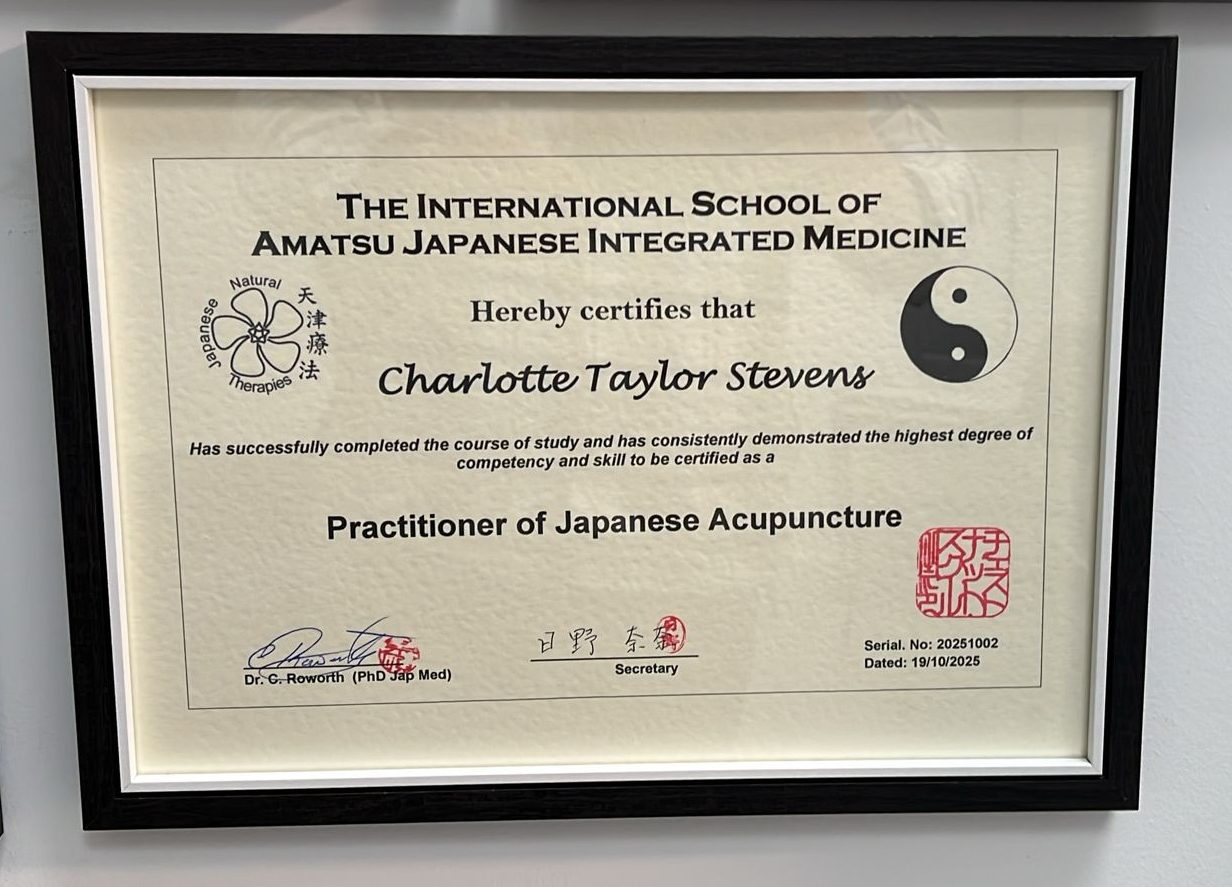 THE INTERNATIONAL SCHOOL OF
AMATSU JAPANESE INTEGRATED MEDICINE
Japanese Natural Therapies
天津療法
Hereby certifies that
Charlotte Taylor Stevens
Has successfully completed the course of study and has consistently demonstrated the highest degree of
competency and skill to be certified as a
Practitioner of Japanese Acupuncture
日野 奈
Dr. C. Roworth (PhD Jap Med)
Secretary
Serial. No: 20251002
Dated: 19/10/2025